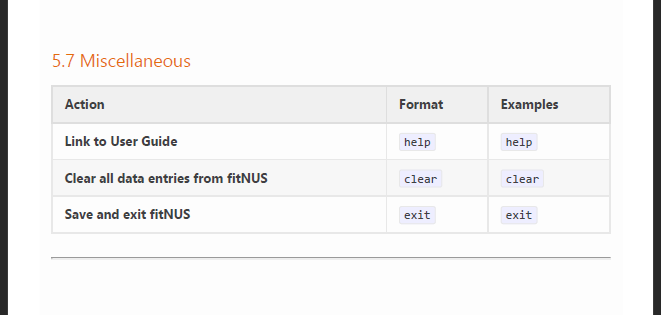 5.7 Miscellaneous
Action Format Examples
Link to User Guide help help
Clear all data entries from fitNUS clear clear
Save and exit fitNUS exit exit